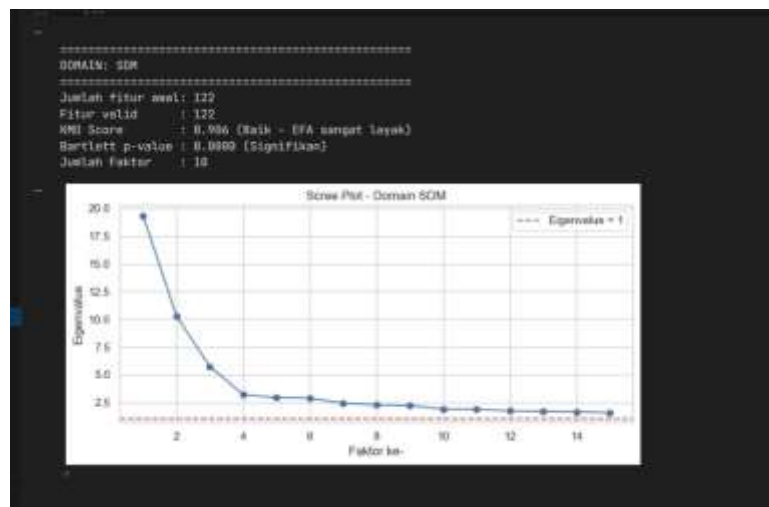 ==================================================
DOMAIN: SDM
==================================================
Jumlah fitur awal: 122
Fitur valid : 122
KMO Score : 0.906 (Baik - EFA sangat layak)
Bartlett p-value : 0.0000 (Signifikan)
Jumlah Faktor : 10
Scree Plot - Domain SDM
Eigenvalue = 1
20.0
17.5
15.0
12.5
10.0
7.5
5.0
2.5
Eigenvalue
2 4 6 8 10 12 14
Faktor ke-